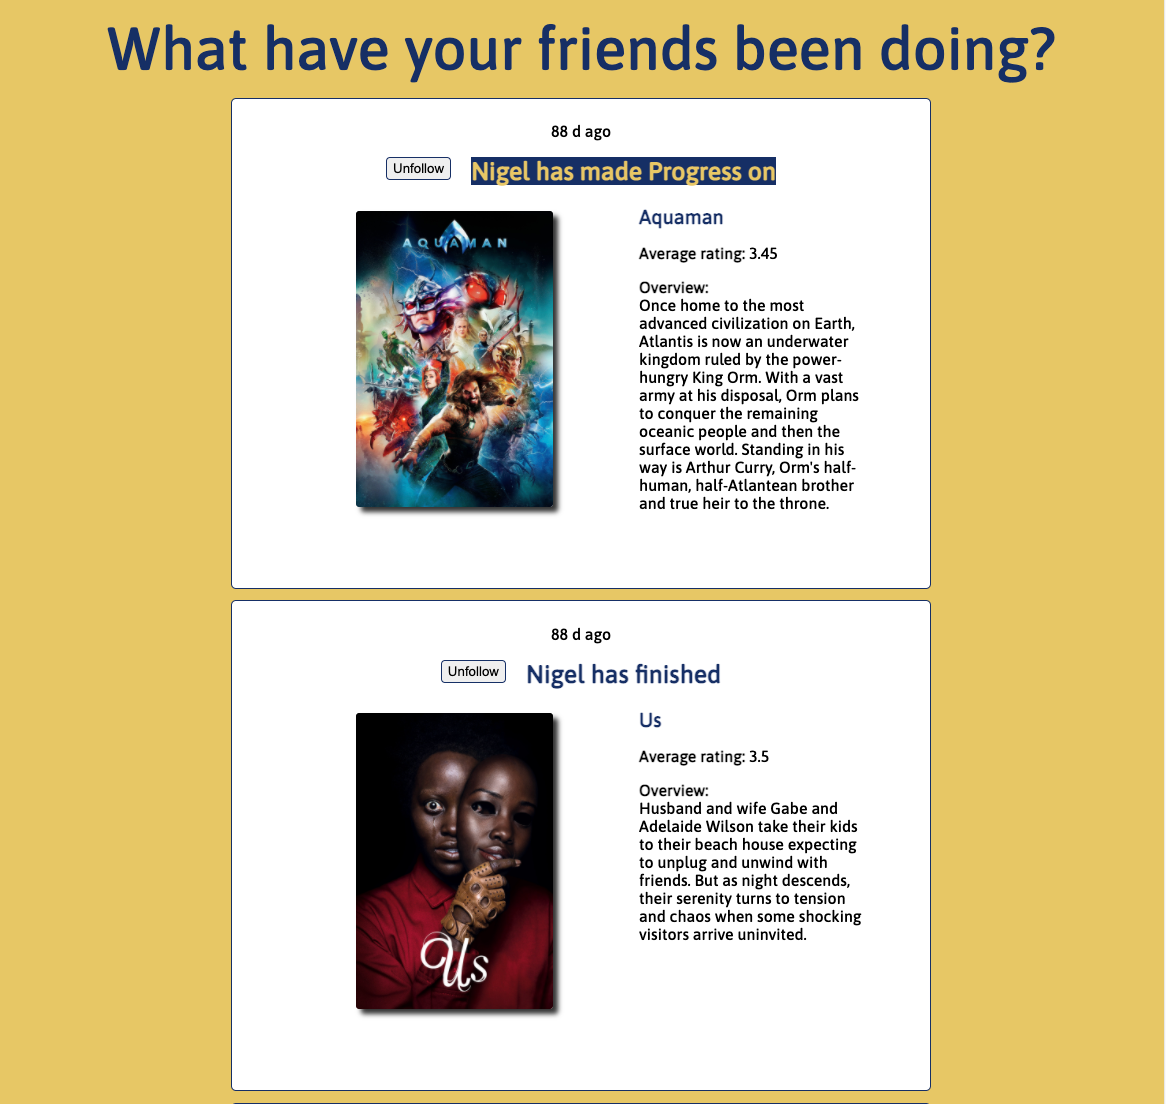 What have your friends been doing?
88 d ago
Unfollow Nigel has made Progress on
AQUAMAN
Aquaman
Average rating: 3.45
Overview:
Once home to the most
advanced civilization on Earth,
Atlantis is now an underwater
kingdom ruled by the power-
hungry King Orm. With a vast
army at his disposal, Orm plans
to conquer the remaining
oceanic people and then the
surface world. Standing in his
way is Arthur Curry, Orm's half-
human, half-Atlantean brother
and true heir to the throne.
88 d ago
Unfollow Nigel has finished
Us
Us
Average rating: 3.5
Overview:
Husband and wife Gabe and
Adelaide Wilson take their kids
to their beach house expecting
to unplug and unwind with
friends. But as night descends,
their serenity turns to tension
and chaos when some shocking
visitors arrive uninvited.